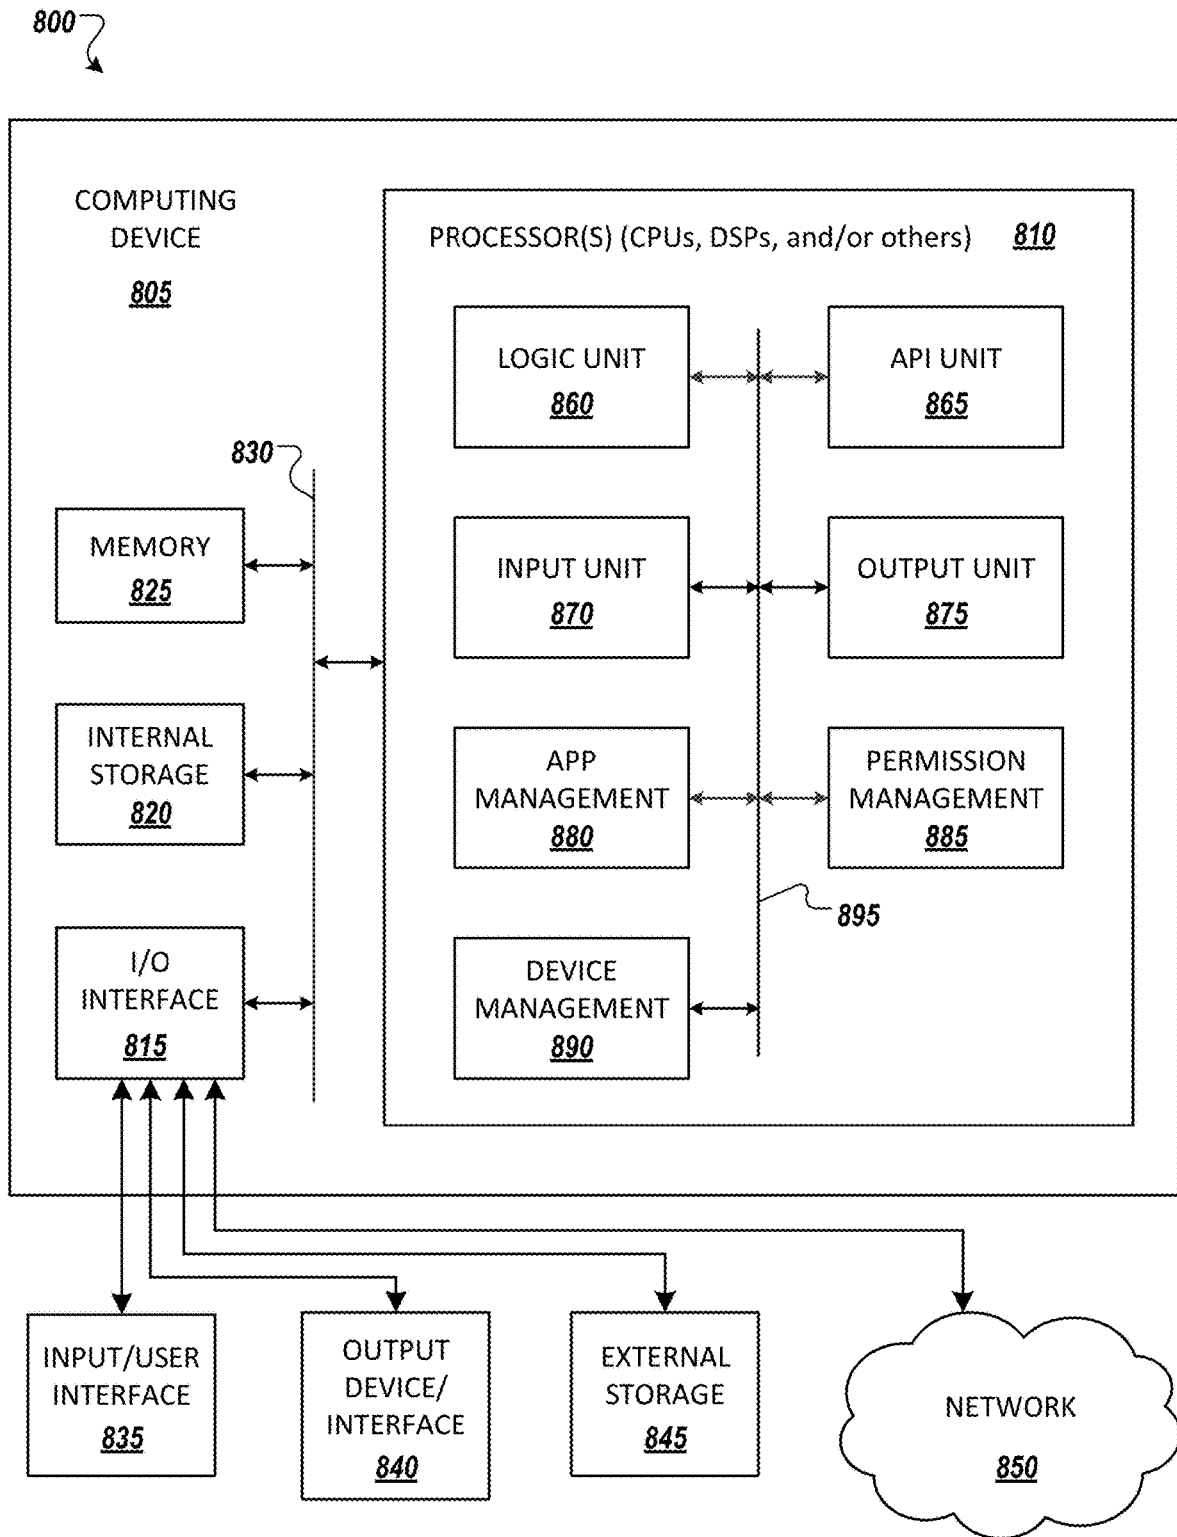 800
COMPUTING
DEVICE
805
PROCESSOR(S) (CPUs, DSPs, and/or others) 810
LOGIC UNIT
860
API UNIT
865
830
MEMORY
825
INPUT UNIT
870
OUTPUT UNIT
875
INTERNAL
STORAGE
820
APP
MANAGEMENT
880
PERMISSION
MANAGEMENT
885
895
I/O
INTERFACE
815
DEVICE
MANAGEMENT
890
INPUT/USER
INTERFACE
835
OUTPUT
DEVICE/
INTERFACE
840
EXTERNAL
STORAGE
845
NETWORK
850